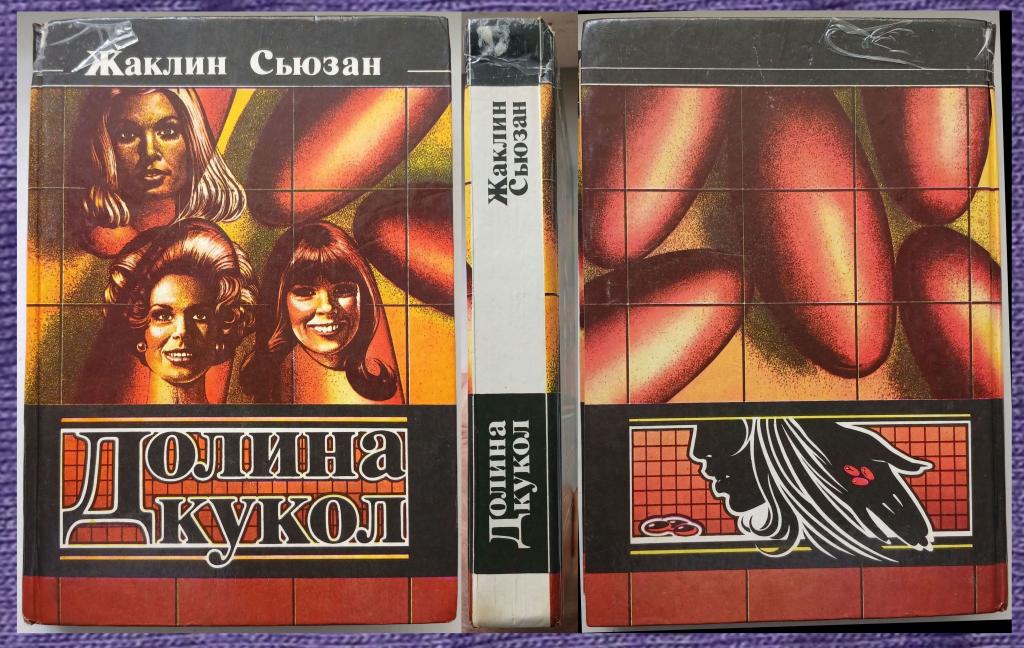 Жаклин Сьюзан
Долина
кукол
Жаклин
Сьюзан
Долина
кукол